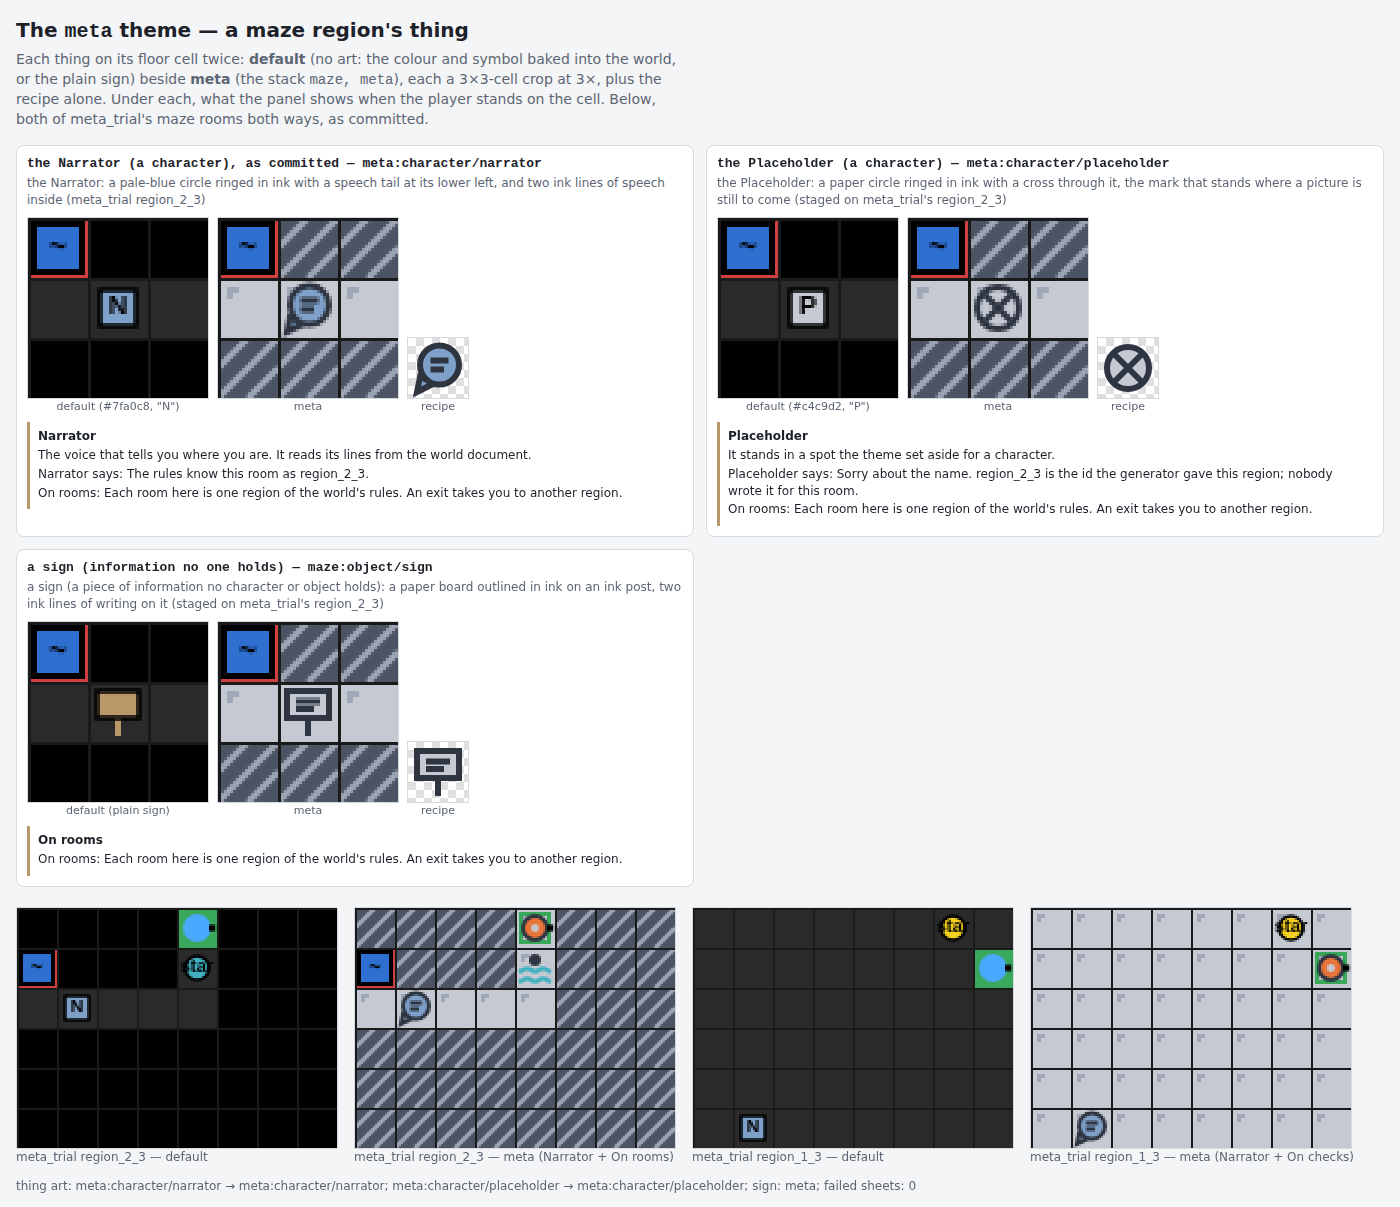 The meta theme — a maze region's thing
Each thing on its floor cell twice: default (no art: the colour and symbol baked into the world,
or the plain sign) beside meta (the stack maze, meta), each a 3×3-cell crop at 3×, plus the
recipe alone. Under each, what the panel shows when the player stands on the cell. Below,
both of meta_trial's maze rooms both ways, as committed.
the Narrator (a character), as committed — meta:character/narrator
the Narrator: a pale-blue circle ringed in ink with a speech tail at its lower left, and two ink lines of speech
inside (meta_trial region_2_3)
~
~
N
default (#7fa0c8, "N")
meta
recipe
Narrator
The voice that tells you where you are. It reads its lines from the world document.
Narrator says: The rules know this room as region_2_3.
On rooms: Each room here is one region of the world's rules. An exit takes you to another region.
the Placeholder (a character) — meta:character/placeholder
the Placeholder: a paper circle ringed in ink with a cross through it, the mark that stands where a picture is
still to come (staged on meta_trial's region_2_3)
~
~
P
default (#c4c9d2, "P")
meta
recipe
Placeholder
It stands in a spot the theme set aside for a character.
Placeholder says: Sorry about the name. region_2_3 is the id the generator gave this region; nobody
wrote it for this room.
On rooms: Each room here is one region of the world's rules. An exit takes you to another region.
a sign (information no one holds) — maze:object/sign
a sign (a piece of information no character or object holds): a paper board outlined in ink on an ink post, two
ink lines of writing on it (staged on meta_trial's region_2_3)
~
~
default (plain sign)
meta
recipe
On rooms
On rooms: Each room here is one region of the world's rules. An exit takes you to another region.
star
star
~
star
~
N
N
meta_trial region_2_3 — default
meta_trial region_2_3 — meta (Narrator + On rooms)
meta_trial region_1_3 — default
meta_trial region_1_3 — meta (Narrator + On checks)
thing art: meta:character/narrator → meta:character/narrator; meta:character/placeholder → meta:character/placeholder; sign: meta; failed sheets: 0